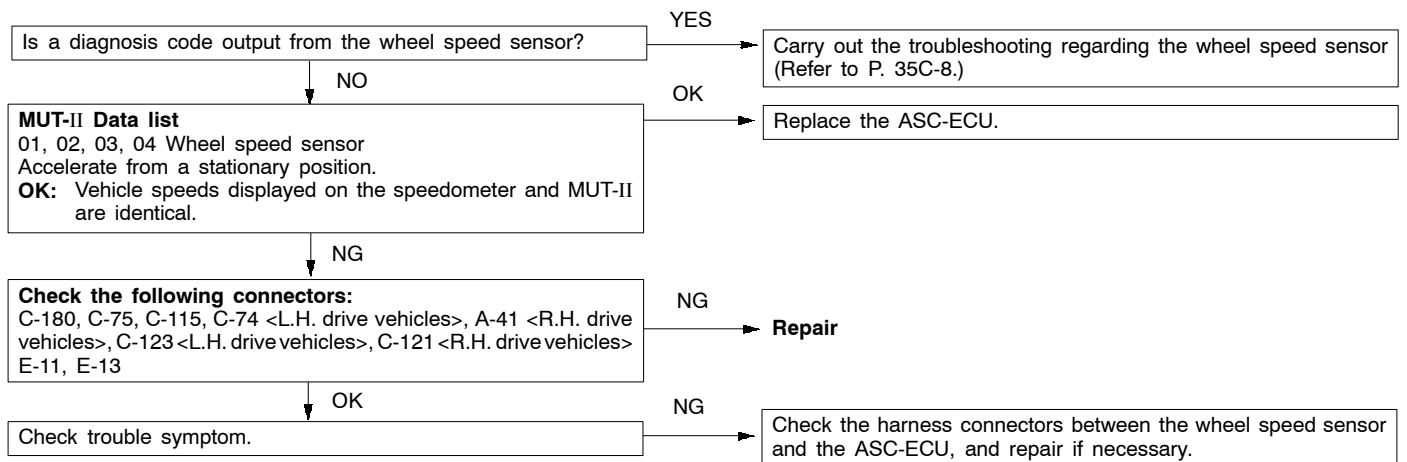 Is a diagnosis code output from the wheel speed sensor?
YES
Carry out the troubleshooting regarding the wheel speed sensor
(Refer to P. 35C-8.)
NO
MUT-II Data list
01, 02, 03, 04 Wheel speed sensor
Accelerate from a stationary position.
OK: Vehicle speeds displayed on the speedometer and MUT-II
are identical.
OK
Replace the ASC-ECU.
NG
Check the following connectors:
C-180, C-75, C-115, C-74 <L.H. drive vehicles>, A-41 <R.H. drive
vehicles>, C-123 <L.H. drive vehicles>, C-121 <R.H. drive vehicles>
E-11, E-13
NG
Repair
OK
Check trouble symptom.
NG
Check the harness connectors between the wheel speed sensor
and the ASC-ECU, and repair if necessary.